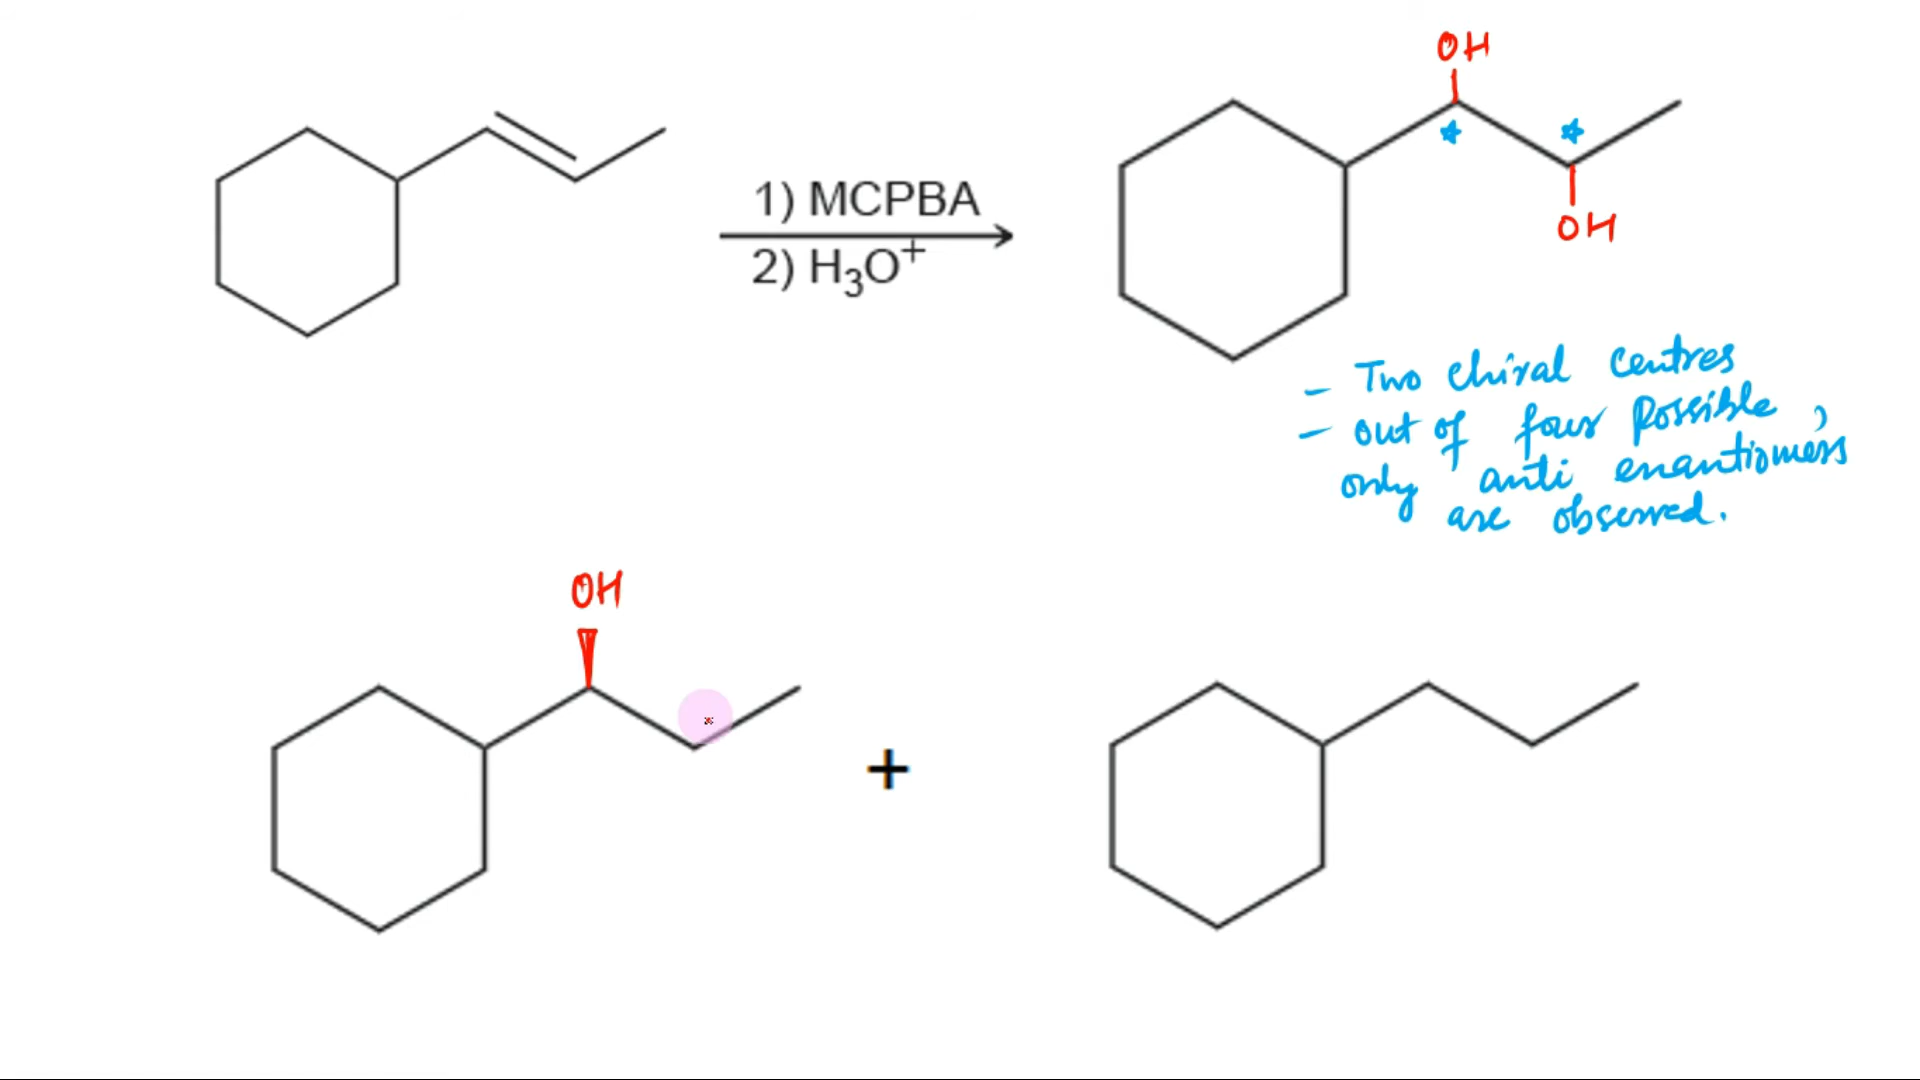 OH
1) MCPBA
2) H₃O⁺
OH
- Two chiral centres
- out of four possible,
only anti enantiomers
are observed.
OH
+